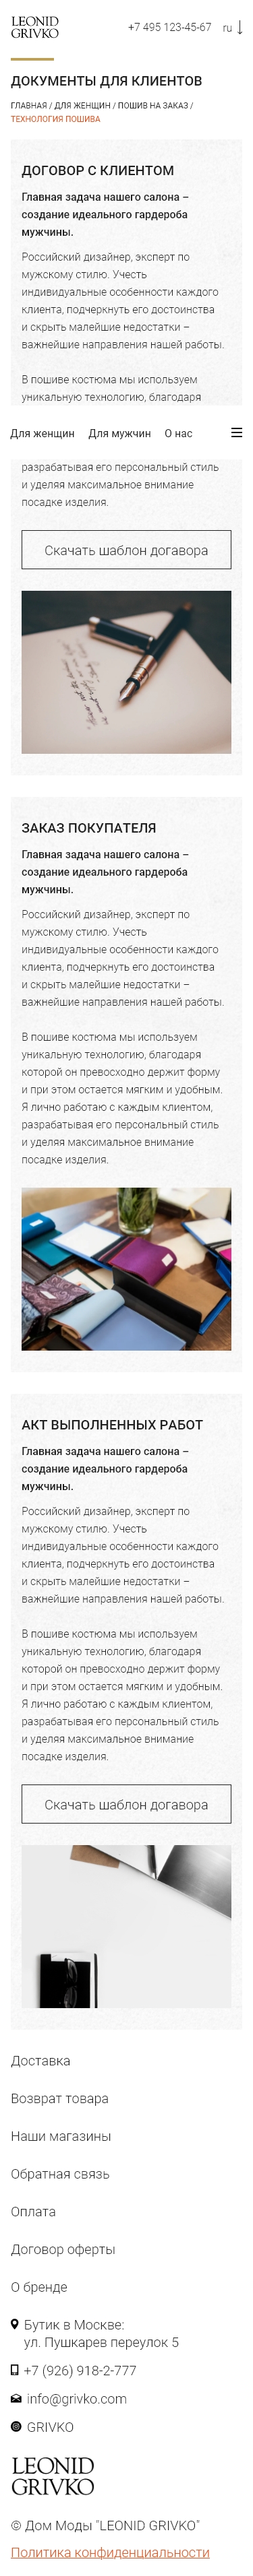 LEONID
GRIVKO
+7 495 123-45-67 ru
ДОКУМЕНТЫ ДЛЯ КЛИЕНТОВ
ГЛАВНАЯ / ДЛЯ ЖЕНЩИН / ПОШИВ НА ЗАКАЗ /
ТЕХНОЛОГИЯ ПОШИВА
ДОГОВОР С КЛИЕНТОМ
Главная задача нашего салона –
создание идеального гардероба
мужчины.
Российский дизайнер, эксперт по
мужскому стилю. Учесть
индивидуальные особенности каждого
клиента, подчеркнуть его достоинства
и скрыть малейшие недостатки –
важнейшие направления нашей работы.
В пошиве костюма мы используем
уникальную технологию, благодаря
Для женщин Для мужчин О нас
разрабатывая его персональный стиль
и уделяя максимальное внимание
посадке изделия.
Скачать шаблон догавора
ЗАКАЗ ПОКУПАТЕЛЯ
Главная задача нашего салона –
создание идеального гардероба
мужчины.
Российский дизайнер, эксперт по
мужскому стилю. Учесть
индивидуальные особенности каждого
клиента, подчеркнуть его достоинства
и скрыть малейшие недостатки –
важнейшие направления нашей работы.
В пошиве костюма мы используем
уникальную технологию, благодаря
которой он превосходно держит форму
и при этом остается мягким и удобным.
Я лично работаю с каждым клиентом,
разрабатывая его персональный стиль
и уделяя максимальное внимание
посадке изделия.
АКТ ВЫПОЛНЕННЫХ РАБОТ
Главная задача нашего салона –
создание идеального гардероба
мужчины.
Российский дизайнер, эксперт по
мужскому стилю. Учесть
индивидуальные особенности каждого
клиента, подчеркнуть его достоинства
и скрыть малейшие недостатки –
важнейшие направления нашей работы.
В пошиве костюма мы используем
уникальную технологию, благодаря
которой он превосходно держит форму
и при этом остается мягким и удобным.
Я лично работаю с каждым клиентом,
разрабатывая его персональный стиль
и уделяя максимальное внимание
посадке изделия.
Скачать шаблон догавора
Доставка
Возврат товара
Наши магазины
Обратная связь
Оплата
Договор оферты
О бренде
Бутик в Москве:
ул. Пушкарев переулок 5
+7 (926) 918-2-777
info@grivko.com
GRIVKO
LEONID
GRIVKO
© Дом Моды "LEONID GRIVKO"
Политика конфиденциальности